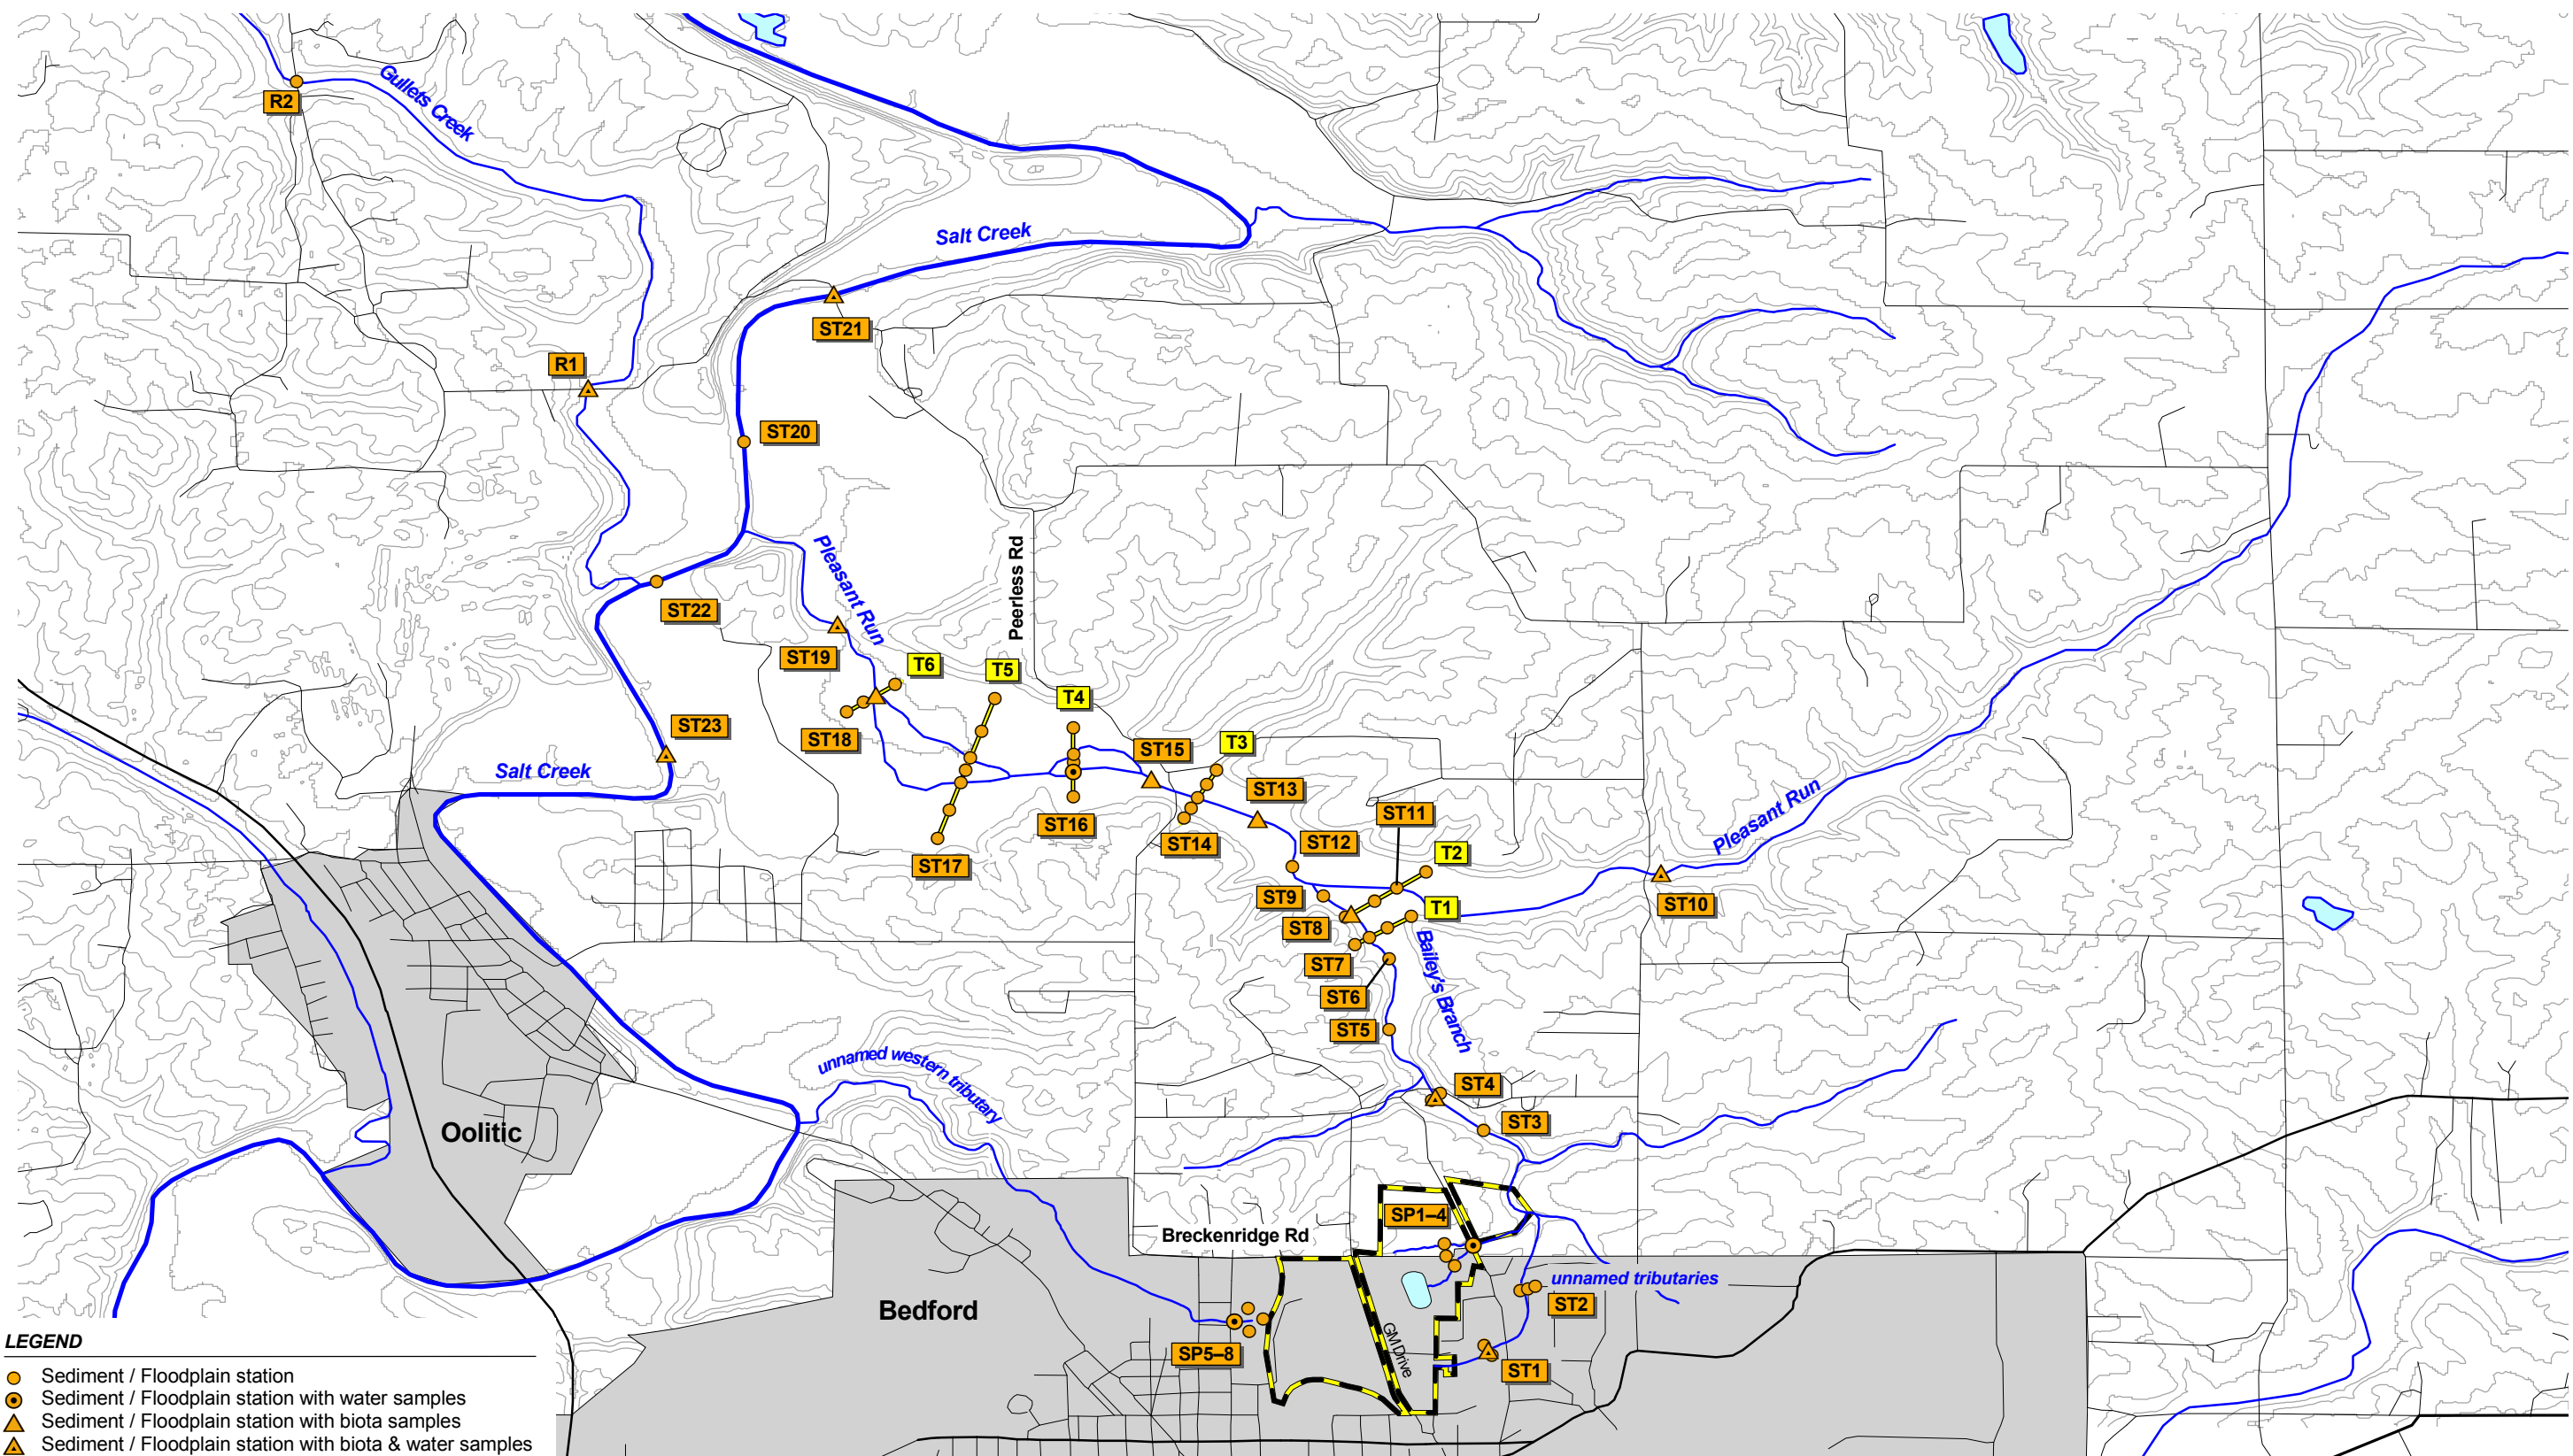 R2
Gullets Creek
Salt Creek
ST21
R1
ST20
Pleasant Run
Peerless Rd
ST22
ST19
T6
T5
T4
ST23
ST18
ST15
T3
Salt Creek
ST13
ST16
ST11
Pleasant Run
ST14
ST12
T2
ST17
ST9
T1
ST10
ST8
ST7
Bailey's Branch
ST6
ST5
unnamed western tributary
ST4
ST3
Oolitic
SP1–4
Breckenridge Rd
unnamed tributaries
Bedford
ST2
GM Drive
SP5–8
ST1
LEGEND
Sediment / Floodplain station
Sediment / Floodplain station with water samples
Sediment / Floodplain station with biota samples
Sediment / Floodplain station with biota & water samples